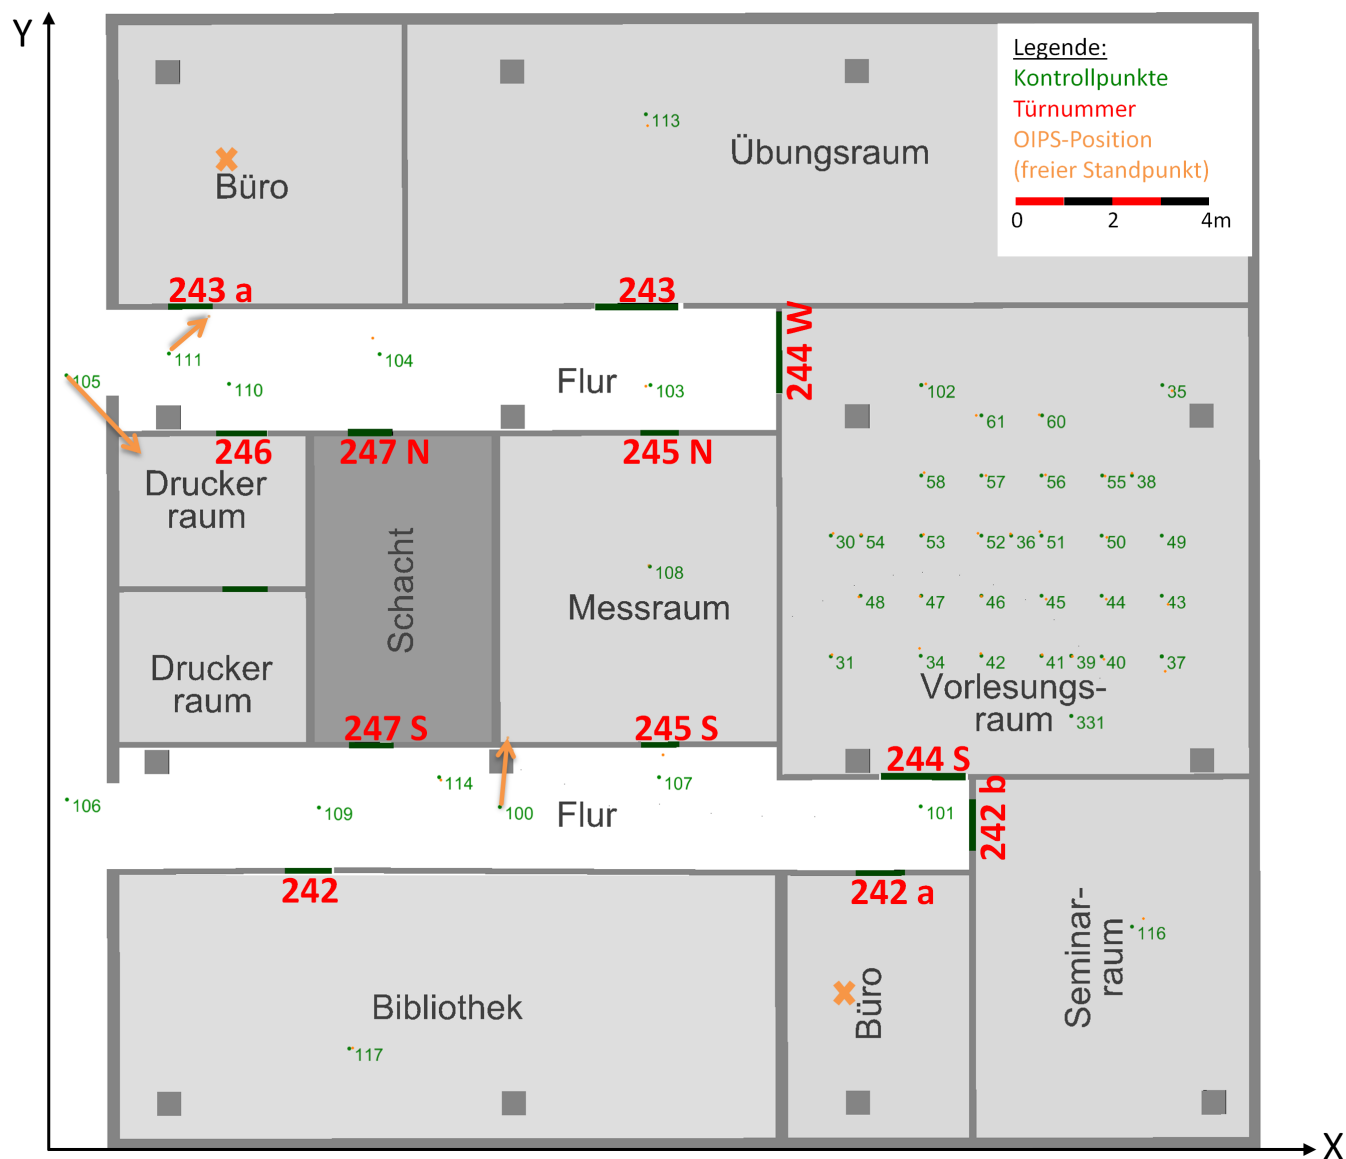 Y
Legende:
Kontrollpunkte
Türnummer
OIPS-Position
(freier Standpunkt)
0 2 4m
113
Übungsraum
Büro
243 a
243
244 W
111
104
105
110
Flur
103
102
35
61
60
246
247 N
245 N
Drucker
raum
58
57
56
55
38
Schacht
30
54
53
52
36
51
50
49
108
Messraum
48
47
46
45
44
43
Drucker
raum
31
34
42
41
39
40
37
Vorlesungs-
raum
331
247 S
245 S
244 S
114
107
106
109
100
Flur
101
242 b
242
242 a
Seminar-
raum
116
Bibliothek
Büro
117
X